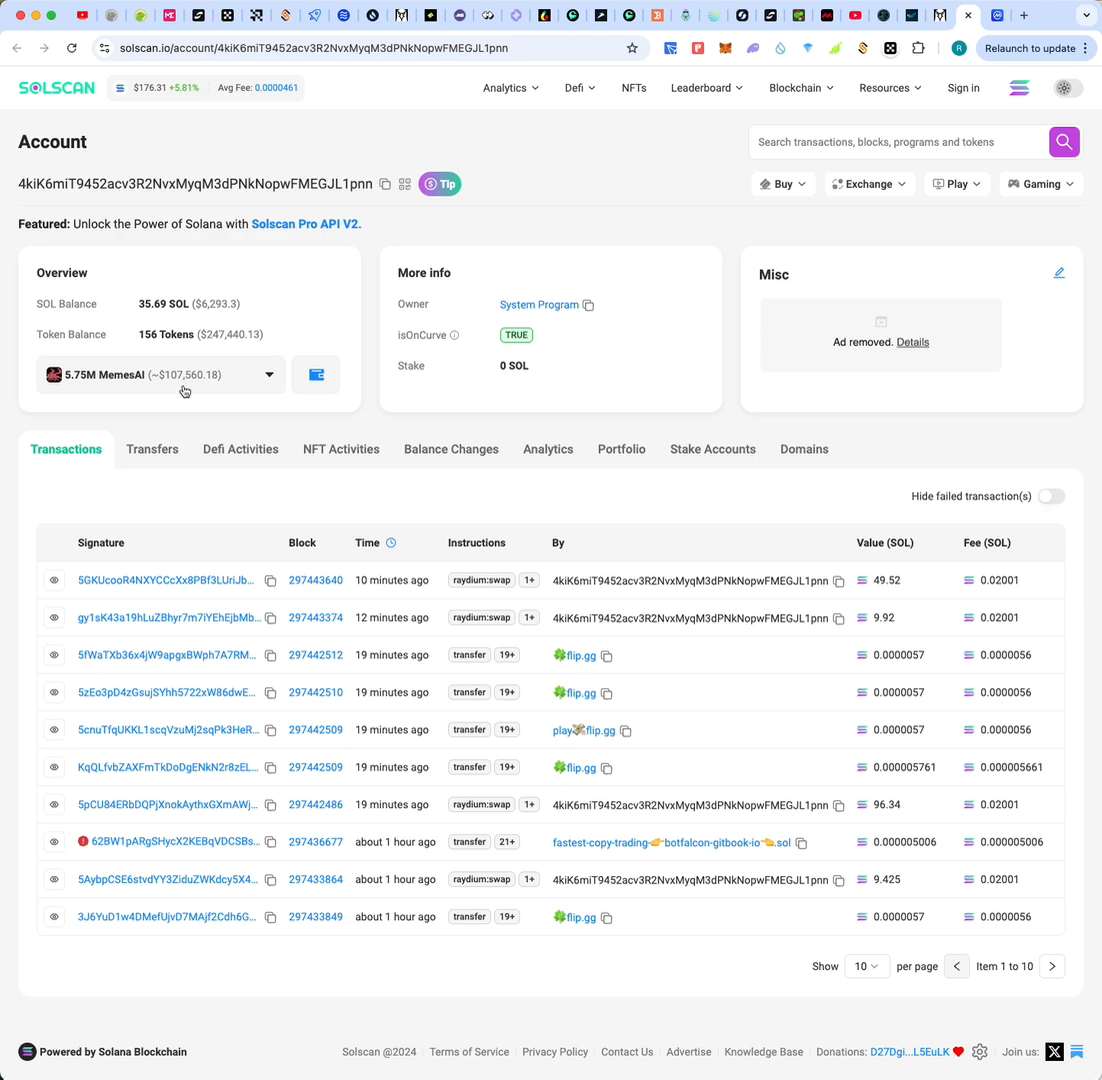 solscan.io/account/4kiK6miT9452acv3R2NvxMyqM3dPNkNopwFMEGJL1pnn
R
Relaunch to update
SOLSCAN
$176.31 +5.81% Avg Fee: 0.0000461
Analytics Defi NFTs Leaderboard Blockchain Resources Sign in
Account
Search transactions, blocks, programs and tokens
4kiK6miT9452acv3R2NvxMyqM3dPNkNopwFMEGJL1pnn
Tip
Buy Exchange Play Gaming
Featured: Unlock the Power of Solana with Solscan Pro API V2.
Overview
SOL Balance 35.69 SOL ($6,293.3)
Token Balance 156 Tokens ($247,440.13)
5.75M MemesAI (~$107,560.18)
More info
Owner System Program
isOnCurve TRUE
Stake 0 SOL
Misc
Ad removed. Details
Transactions Transfers Defi Activities NFT Activities Balance Changes Analytics Portfolio Stake Accounts Domains
Hide failed transaction(s)
Signature Block Time Instructions By Value (SOL) Fee (SOL)
5GKUcooR4NXYCCcXx8PBf3LUriJb... 297443640 10 minutes ago raydium:swap 1+ 4kiK6miT9452acv3R2NvxMyqM3dPNkNopwFMEGJL1pnn 49.52 0.02001
gy1sK43a19hLuZBhyr7m7iYEhEjbMb... 297443374 12 minutes ago raydium:swap 1+ 4kiK6miT9452acv3R2NvxMyqM3dPNkNopwFMEGJL1pnn 9.92 0.02001
5fWaTXb36x4jW9apgxBWph7A7RM... 297442512 19 minutes ago transfer 19+ 🍀flip.gg 0.0000057 0.0000056
5zEo3pD4zGsujSYhh5722xW86dwE... 297442510 19 minutes ago transfer 19+ 🍀flip.gg 0.0000057 0.0000056
5cnuTfqUKKL1scqVzuMj2sqPk3HeR... 297442509 19 minutes ago transfer 19+ play💸flip.gg 0.0000057 0.0000056
KqQLfvbZAXFmTkDoDgENkN2r8zEL... 297442509 19 minutes ago transfer 19+ 🍀flip.gg 0.000005761 0.000005661
5pCU84ERbDQPjXnokAythxGXmAWj... 297442486 19 minutes ago raydium:swap 1+ 4kiK6miT9452acv3R2NvxMyqM3dPNkNopwFMEGJL1pnn 96.34 0.02001
62BW1pARgSHycX2KEBqVDCSBs... 297436677 about 1 hour ago transfer 21+ fastest-copy-trading-👉botfalcon-gitbook-io👈.sol 0.000005006 0.000005006
5AybpCSE6stvdYY3ZiduZWKdcy5X4... 297433864 about 1 hour ago raydium:swap 1+ 4kiK6miT9452acv3R2NvxMyqM3dPNkNopwFMEGJL1pnn 9.425 0.02001
3J6YuD1w4DMefUjvD7MAjf2Cdh6G... 297433849 about 1 hour ago transfer 19+ 🍀flip.gg 0.0000057 0.0000056
Show 10 per page Item 1 to 10
Powered by Solana Blockchain
Solscan @2024 Terms of Service Privacy Policy Contact Us Advertise Knowledge Base Donations: D27Dgi...L5EuLK Join us: